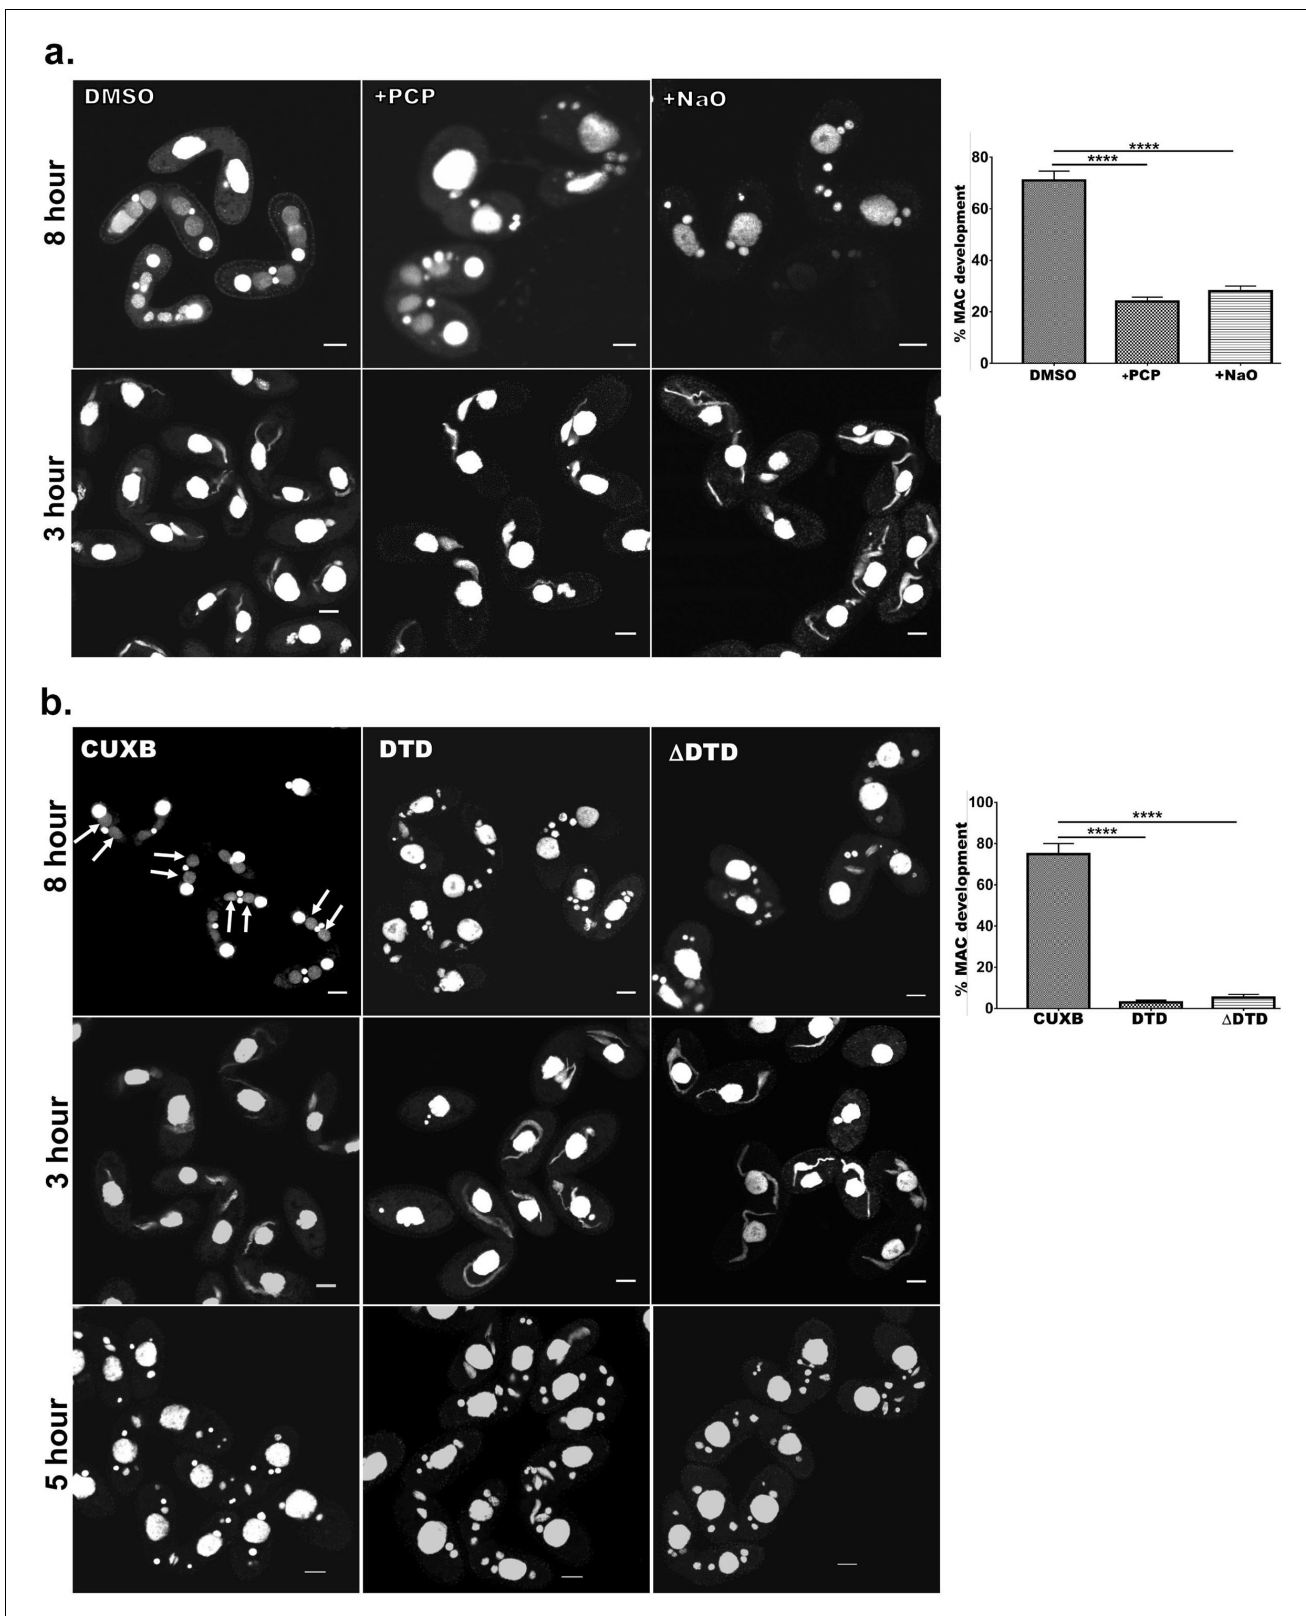 a.
DMSO
+PCP
+NaO
8 hour
3 hour
% MAC development
80
60
40
20
0
****
****
DMSO
+PCP
+NaO
b.
CUXB
DTD
ΔDTD
8 hour
3 hour
5 hour
% MAC development
100
80
60
40
20
0
****
****
CUXB
DTD
ΔDTD